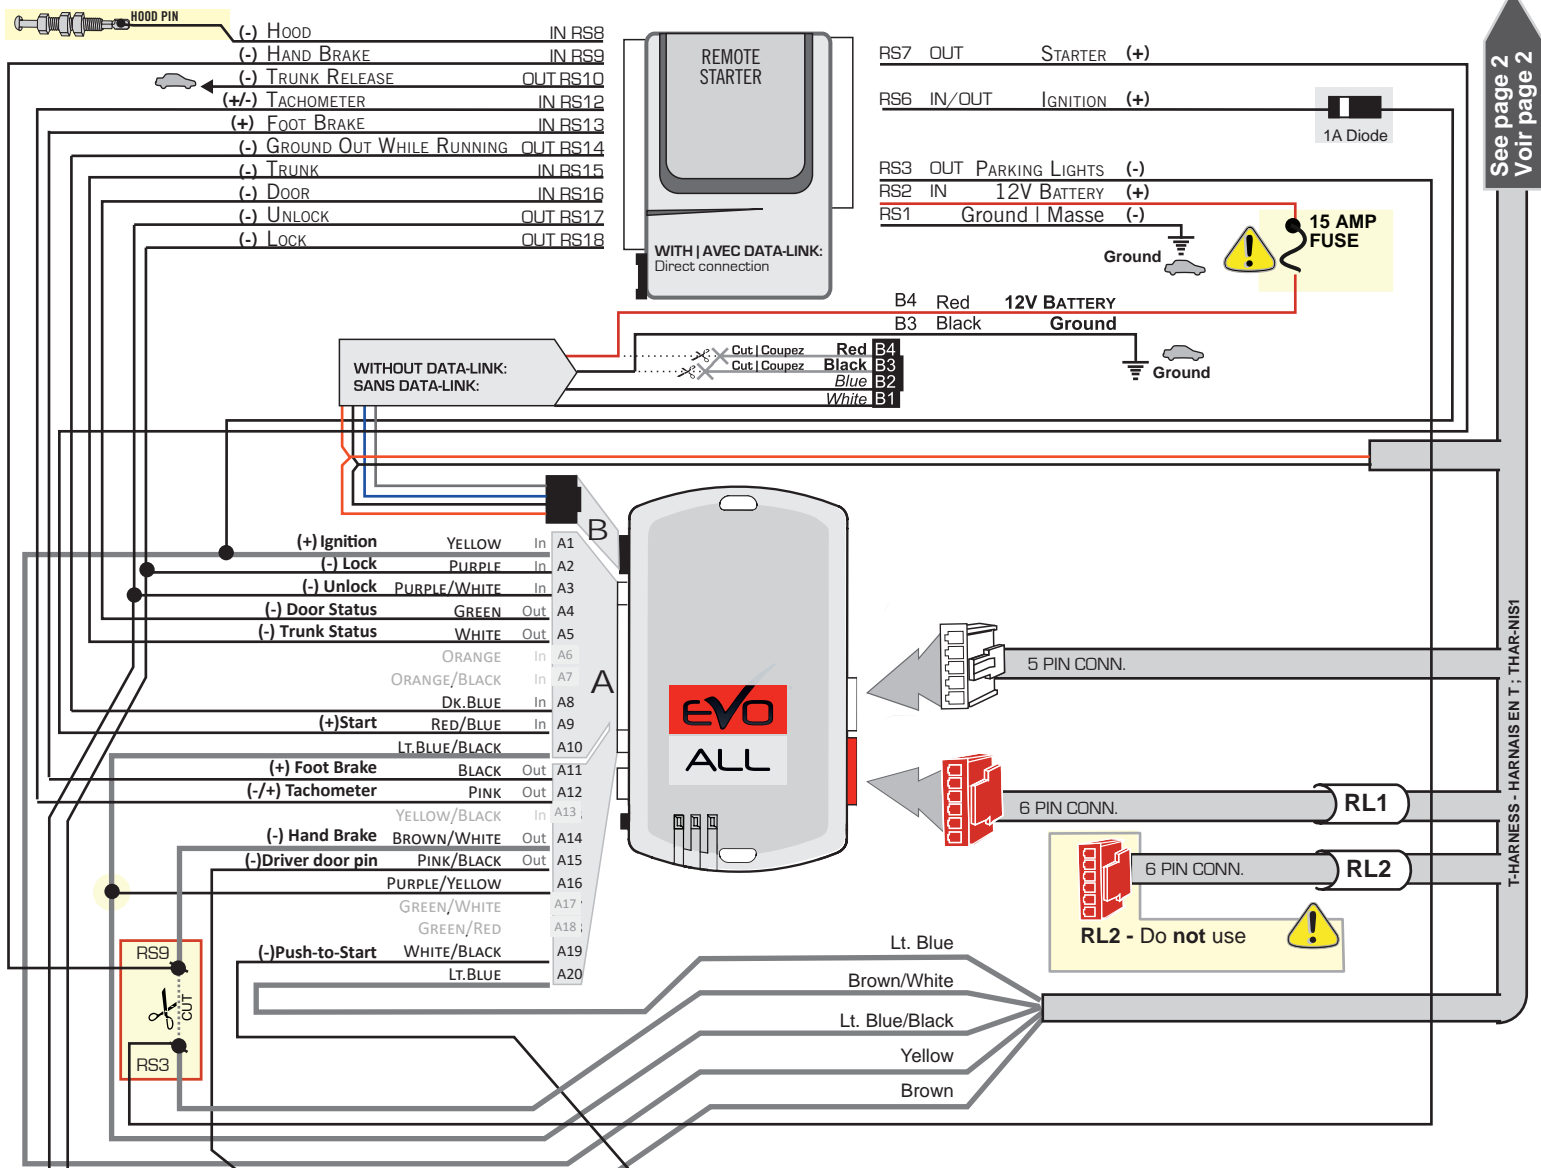 HOOD PIN
(-) HOOD IN RS8
(-) HAND BRAKE IN RS9
(-) TRUNK RELEASE OUT RS10
(+/-) TACHOMETER IN RS12
(+) FOOT BRAKE IN RS13
(-) GROUND OUT WHILE RUNNING OUT RS14
(-) TRUNK IN RS15
(-) DOOR IN RS16
(-) UNLOCK OUT RS17
(-) LOCK OUT RS18
REMOTE
STARTER
WITH | AVEC DATA-LINK:
Direct connection
RS7 OUT STARTER (+)
RS6 IN/OUT IGNITION (+)
1A Diode
RS3 OUT PARKING LIGHTS (-)
RS2 IN 12V BATTERY (+)
RS1 Ground | Masse (-)
Ground
15 AMP
FUSE
See page 2
Voir page 2
B4 Red 12V BATTERY
B3 Black Ground
Ground
WITHOUT DATA-LINK:
SANS DATA-LINK:
Cut | Coupez Red B4
Cut | Coupez Black B3
Blue B2
White B1
B
A
(+) Ignition YELLOW In A1
(-) Lock PURPLE In A2
(-) Unlock PURPLE/WHITE In A3
(-) Door Status GREEN Out A4
(-) Trunk Status WHITE Out A5
ORANGE In A6
ORANGE/BLACK In A7
DK.BLUE In A8
(+)Start RED/BLUE In A9
LT.BLUE/BLACK A10
(+) Foot Brake BLACK Out A11
(-/+) Tachometer PINK Out A12
YELLOW/BLACK In A13
(-) Hand Brake BROWN/WHITE Out A14
(-)Driver door pin PINK/BLACK Out A15
PURPLE/YELLOW A16
GREEN/WHITE A17
GREEN/RED A18
(-)Push-to-Start WHITE/BLACK A19
LT.BLUE A20
EVO
ALL
5 PIN CONN.
6 PIN CONN. RL1
6 PIN CONN. RL2
RL2 - Do not use
T-HARNESS - HARNAIS EN T ; THAR-NIS1
RS9
CUT
RS3
Lt. Blue
Brown/White
Lt. Blue/Black
Yellow
Brown